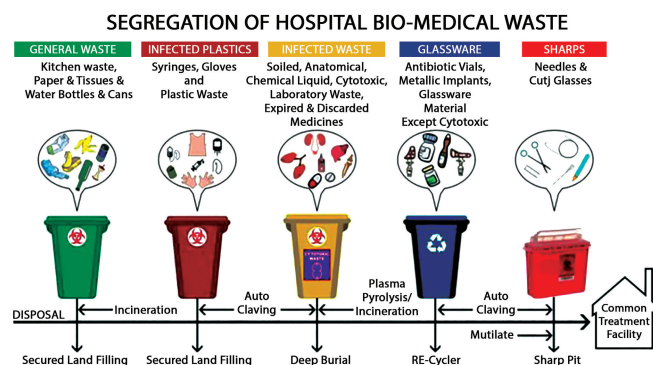 SEGREGATION OF HOSPITAL BIO-MEDICAL WASTE
GENERAL WASTE
Kitchen waste,
Paper & Tissues &
Water Bottles & Cans
INFECTED PLASTICS
Syringes, Gloves
and
Plastic Waste
INFECTED WASTE
Soiled, Anatomical,
Chemical Liquid, Cytotoxic,
Laboratory Waste,
Expired & Discarded
Medicines
GLASSWARE
Antibiotic Vials,
Metallic Implants,
Glassware
Material
Except Cytotoxic
SHARPS
Needles &
Cutj Glasses
WASTE
DISPOSAL
Incineration
Auto
Claving
Plasma
Pyrolysis/
Incineration
Auto
Claving
Mutilate
Common
Treatment
Facility
Secured Land Filling
Secured Land Filling
Deep Burial
RE-Cycler
Sharp Pit